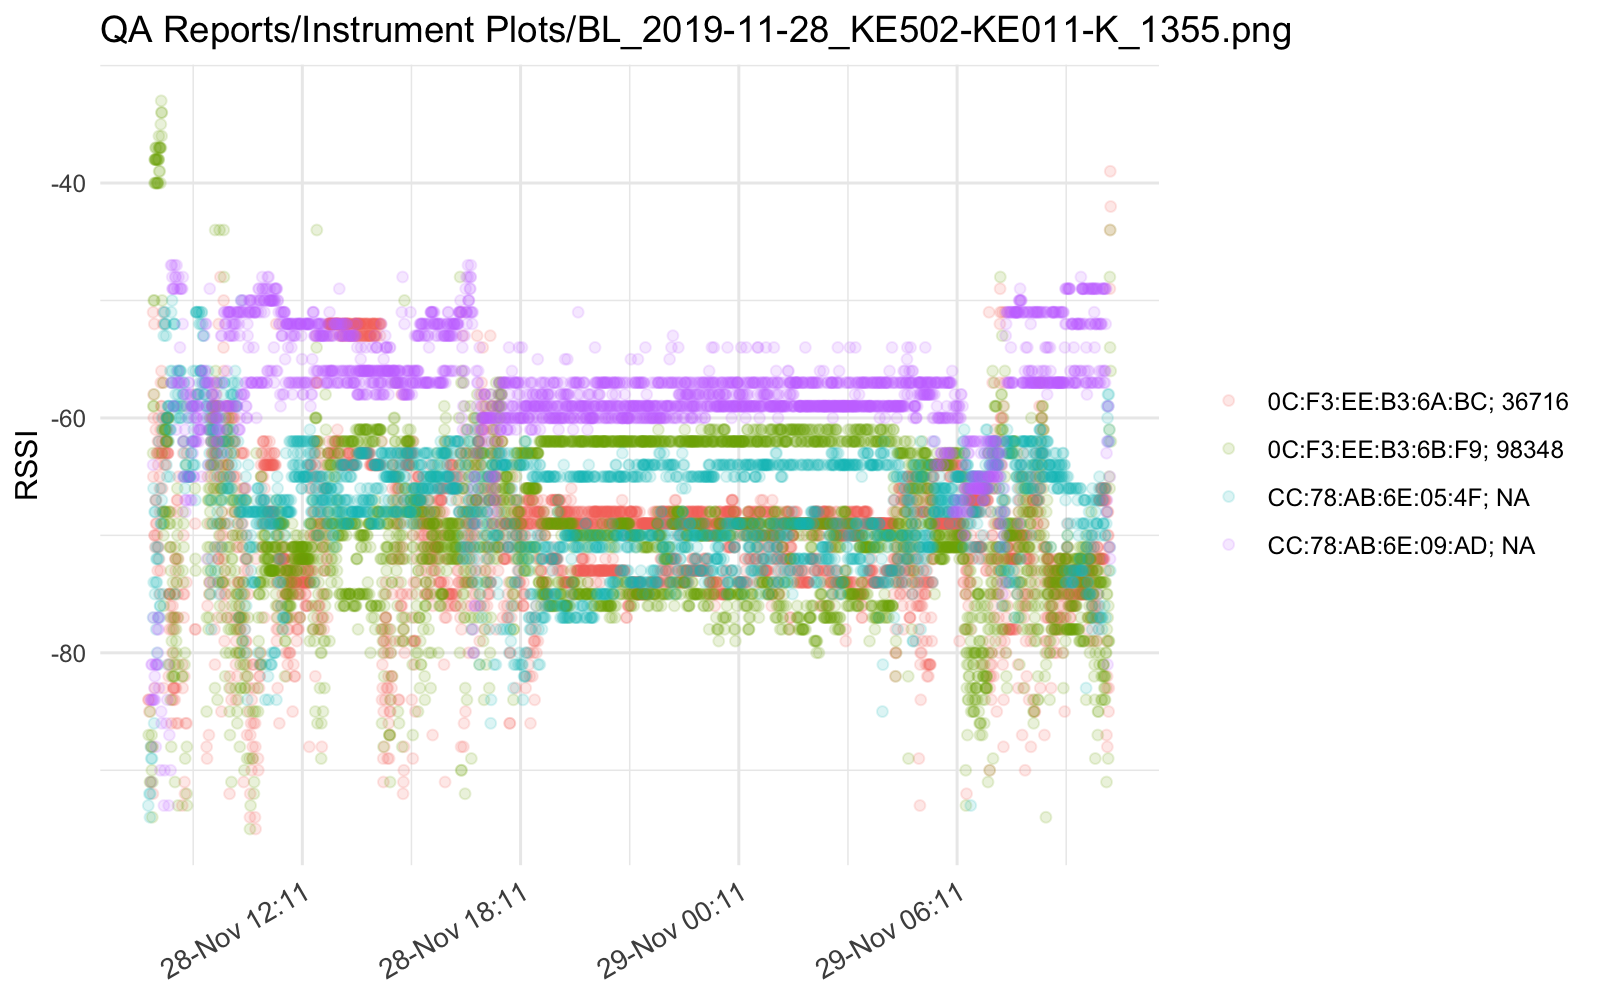 QA Reports/Instrument Plots/BL_2019-11-28_KE502-KE011-K_1355.png
-40
-60
-80
RSSI
28-Nov 12:11
28-Nov 18:11
29-Nov 00:11
29-Nov 06:11
0C:F3:EE:B3:6A:BC; 36716
0C:F3:EE:B3:6B:F9; 98348
CC:78:AB:6E:05:4F; NA
CC:78:AB:6E:09:AD; NA